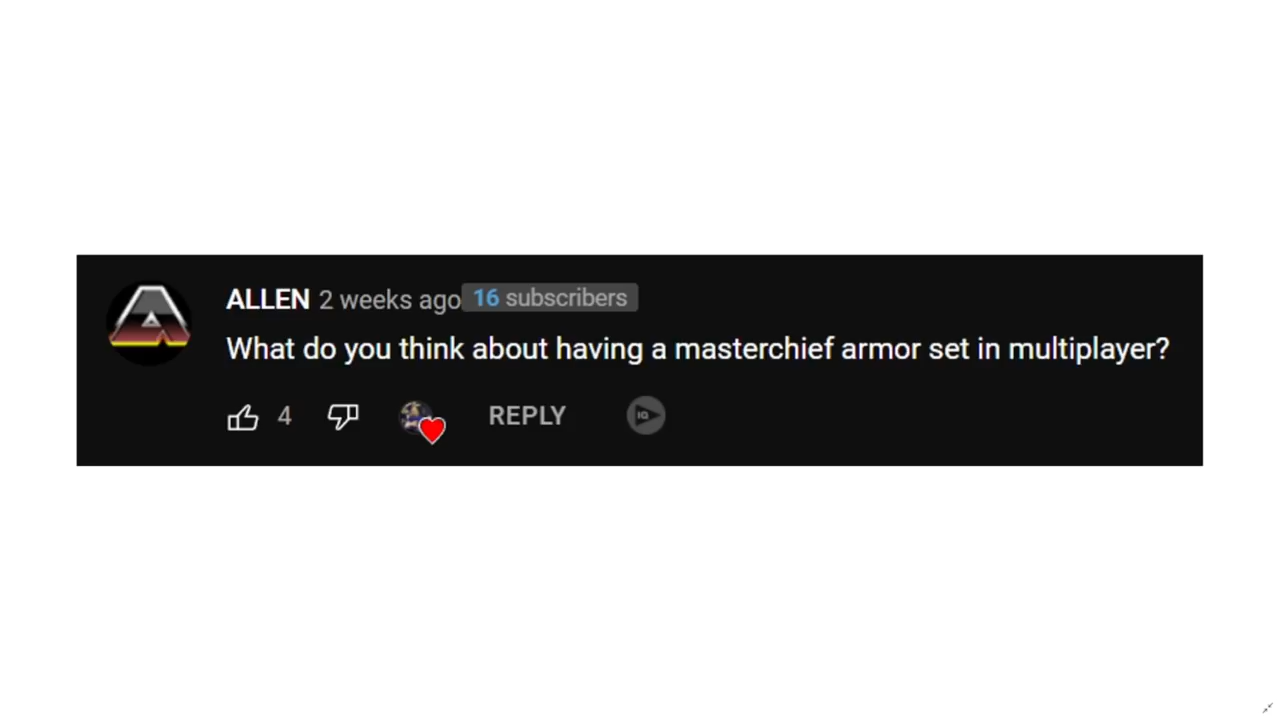 ALLEN 2 weeks ago 16 subscribers
What do you think about having a masterchief armor set in multiplayer?
4 REPLY IQ